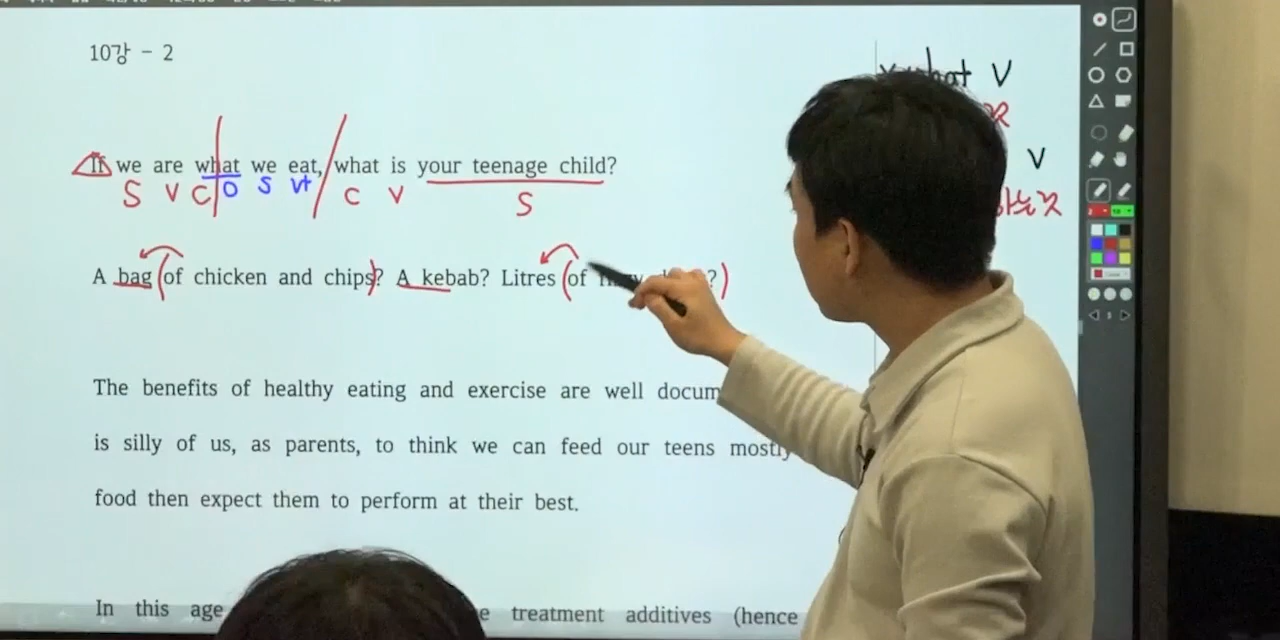 10강 - 2
V
If we are what we eat, what is your teenage child?
V
S V C O S Vt C V S
하는 것
A bag (of chicken and chips)? A kebab? Litres (of ?)
The benefits of healthy eating and exercise are well
is silly of us, as parents, to think we can feed our teens mostly
food then expect them to perform at their best.
In this age treatment additives (hence